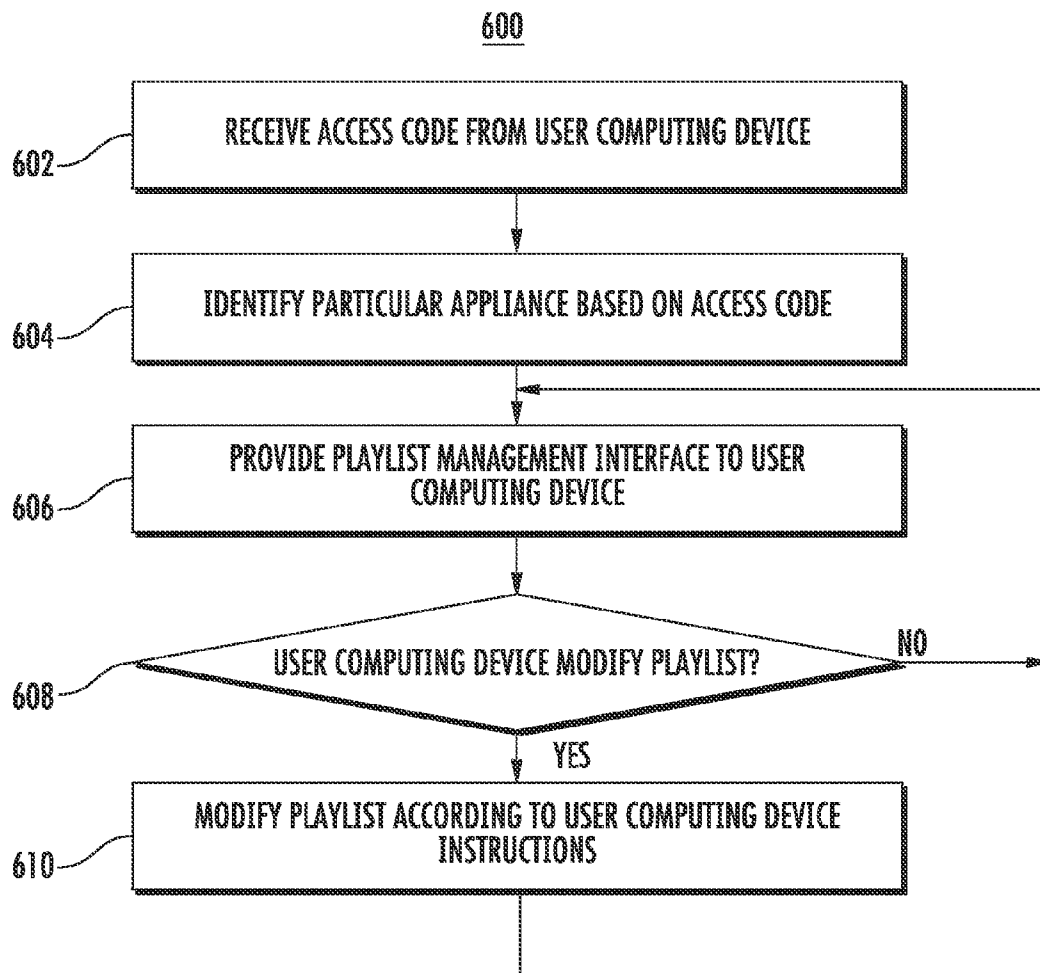 600
RECEIVE ACCESS CODE FROM USER COMPUTING DEVICE
602
IDENTIFY PARTICULAR APPLIANCE BASED ON ACCESS CODE
604
PROVIDE PLAYLIST MANAGEMENT INTERFACE TO USER
COMPUTING DEVICE
606
USER COMPUTING DEVICE MODIFY PLAYLIST?
NO
608
YES
MODIFY PLAYLIST ACCORDING TO USER COMPUTING DEVICE
INSTRUCTIONS
610